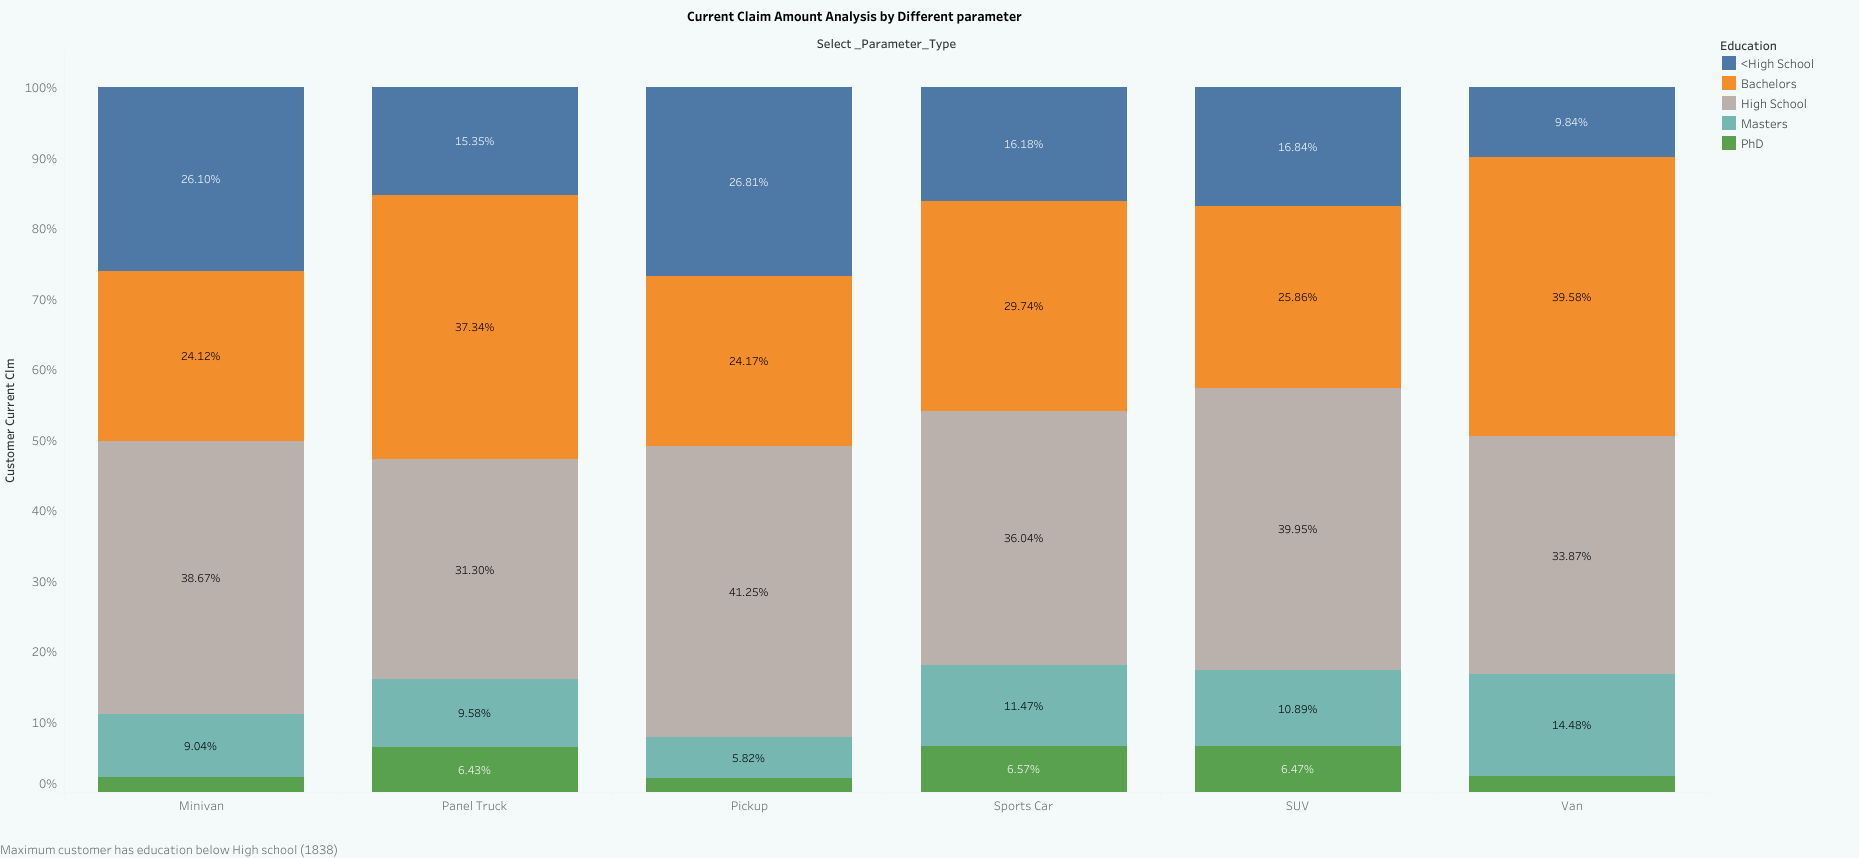 Current Claim Amount Analysis by Different parameter
Select _Parameter_Type
Education
<High School
Bachelors
High School
Masters
PhD
Customer Current Clm
100%
90%
80%
70%
60%
50%
40%
30%
20%
10%
0%
26.10%
24.12%
38.67%
9.04%
15.35%
37.34%
31.30%
9.58%
6.43%
26.81%
24.17%
41.25%
5.82%
16.18%
29.74%
36.04%
11.47%
6.57%
16.84%
25.86%
39.95%
10.89%
6.47%
9.84%
39.58%
33.87%
14.48%
Minivan
Panel Truck
Pickup
Sports Car
SUV
Van
Maximum customer has education below High school (1838)